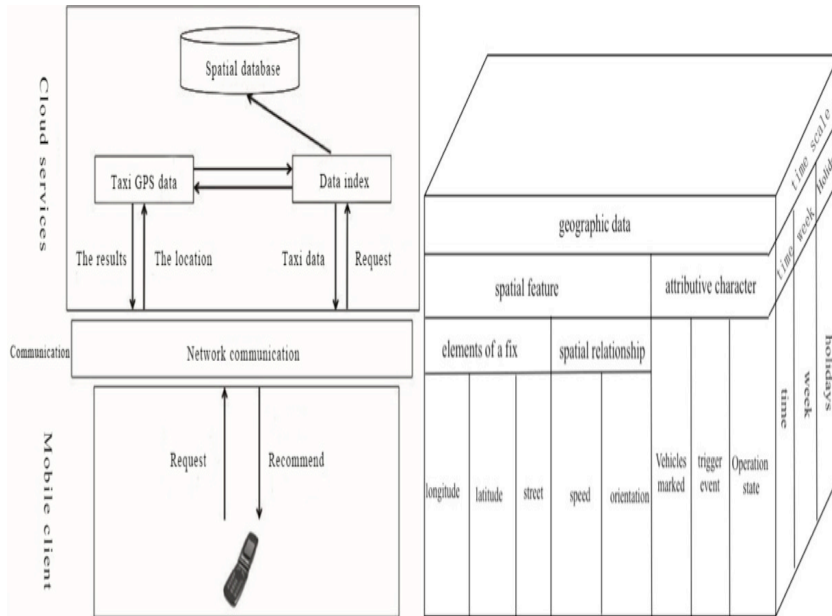 Cloud services
Spatial database
Taxi GPS data
Data index
The results
The location
Taxi data
Request
Communication
Network communication
Mobile client
Request
Recommend
geographic data
spatial feature
attributive character
elements of a fix
spatial relationship
longitude
latitude
street
speed
orientation
Vehicles
marked
trigger
event
Operation
state
time scale
time
week
Holid
time
week
holidays